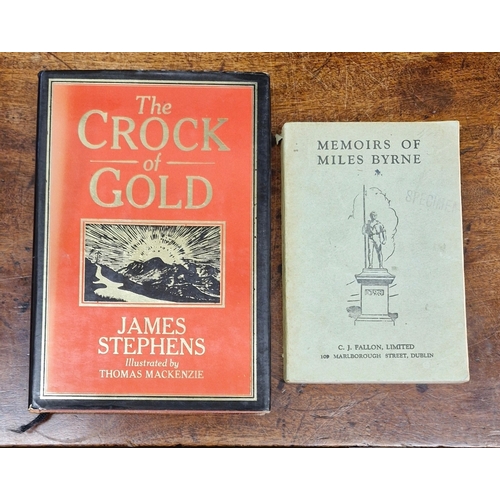 The
CROCK
of
GOLD
JAMES
STEPHENS
Illustrated by
THOMAS MACKENZIE
MEMOIRS OF
MILES BYRNE
C. J. FALLON, LIMITED
109 MARLBOROUGH STREET, DUBLIN